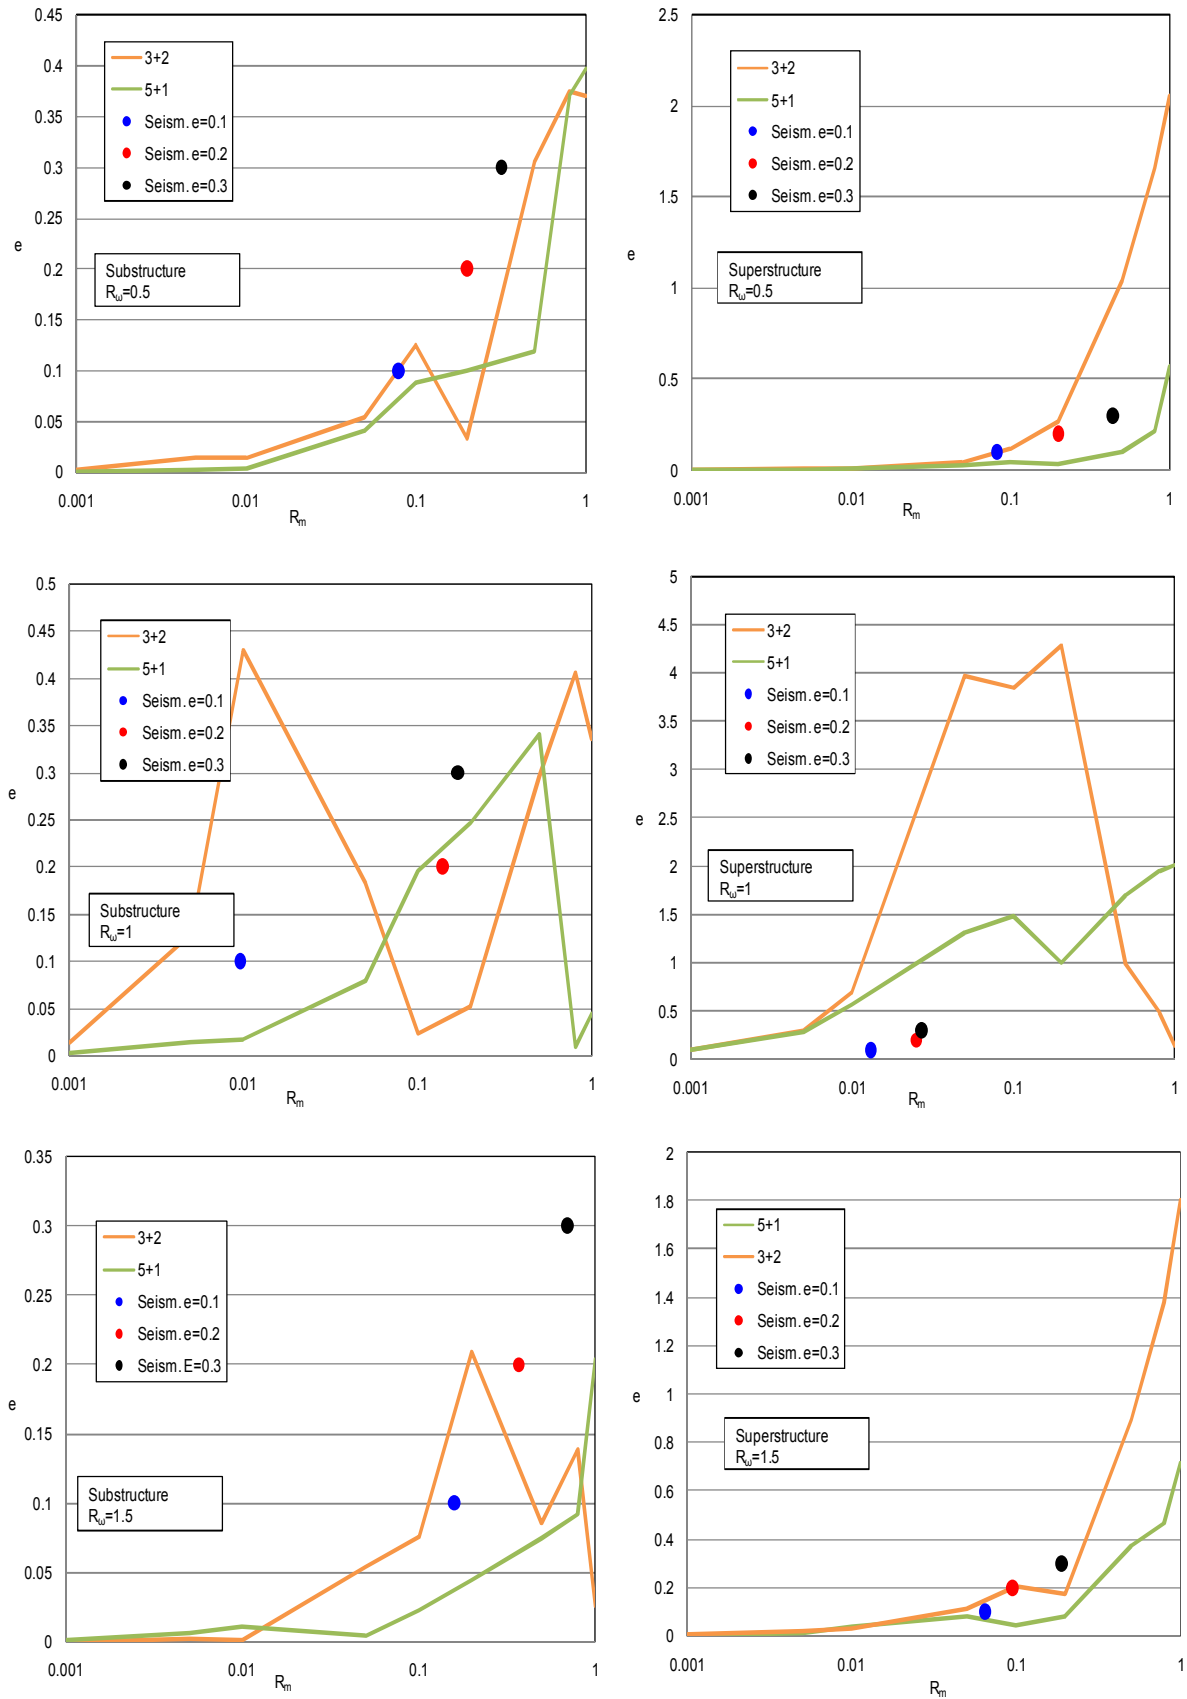 0.45
0.4
0.35
0.3
0.25
0.2
0.15
0.1
0.05
0
e
3+2
5+1
Seism. e=0.1
Seism. e=0.2
Seism. e=0.3
Substructure
Rω=0.5
0.001 0.01 0.1 1
Rm
2.5
2
1.5
1
0.5
0
e
3+2
5+1
Seism. e=0.1
Seism. e=0.2
Seism. e=0.3
Superstructure
Rω=0.5
0.001 0.01 0.1 1
Rm
0.5
0.45
0.4
0.35
0.3
0.25
0.2
0.15
0.1
0.05
0
e
3+2
5+1
Seism. e=0.1
Seism. e=0.2
Seism. e=0.3
Substructure
Rω=1
0.001 0.01 0.1 1
Rm
5
4.5
4
3.5
3
2.5
2
1.5
1
0.5
0
e
3+2
5+1
Seism. e=0.1
Seism. e=0.2
Seism. e=0.3
Superstructure
Rω=1
0.001 0.01 0.1 1
Rm
0.35
0.3
0.25
0.2
0.15
0.1
0.05
0
e
3+2
5+1
Seism. e=0.1
Seism. e=0.2
Seism. E=0.3
Substructure
Rω=1.5
0.001 0.01 0.1 1
Rm
2
1.8
1.6
1.4
1.2
1
0.8
0.6
0.4
0.2
0
e
5+1
3+2
Seism. e=0.1
Seism. e=0.2
Seism. e=0.3
Superstructure
Rω=1.5
0.001 0.01 0.1 1
Rm